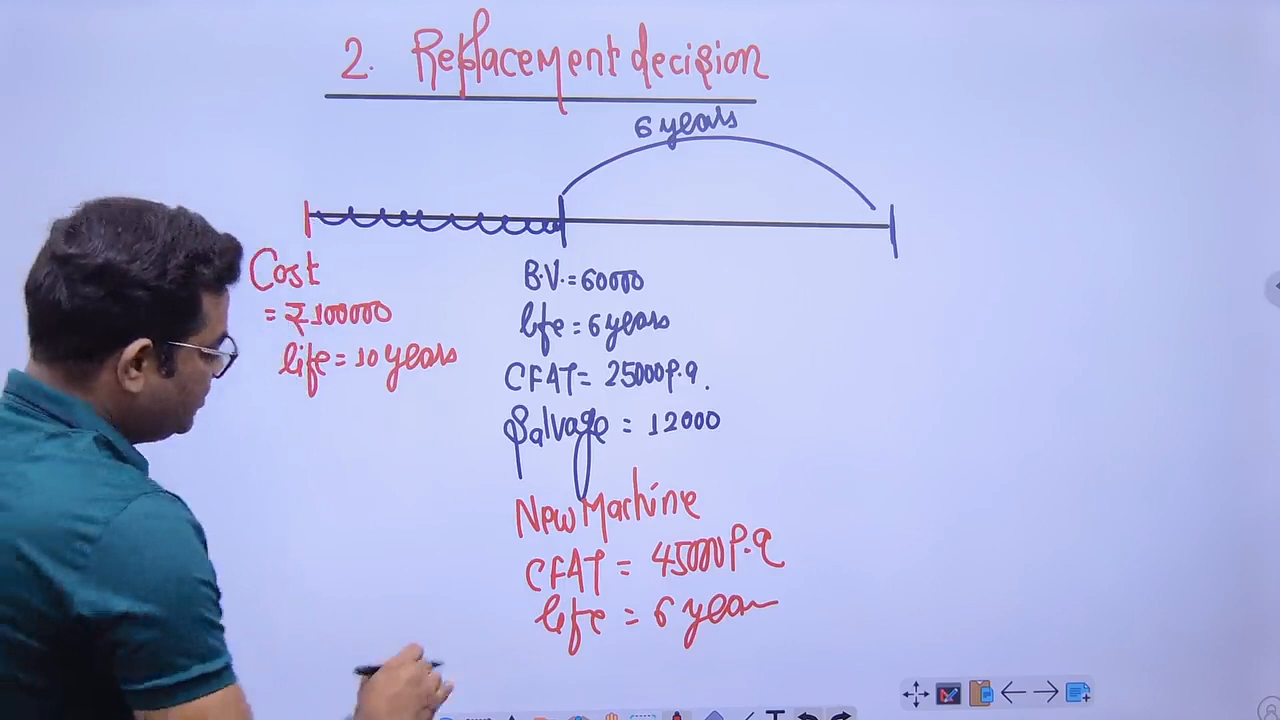 2. Replacement decision
6 years
Cost
= ₹100000
life = 10 years
B.V. = 60000
life = 6 years
CFAT = 25000 P.a.
Salvage = 12000
New Machine
CFAT = 45000 P.a
life = 6 year